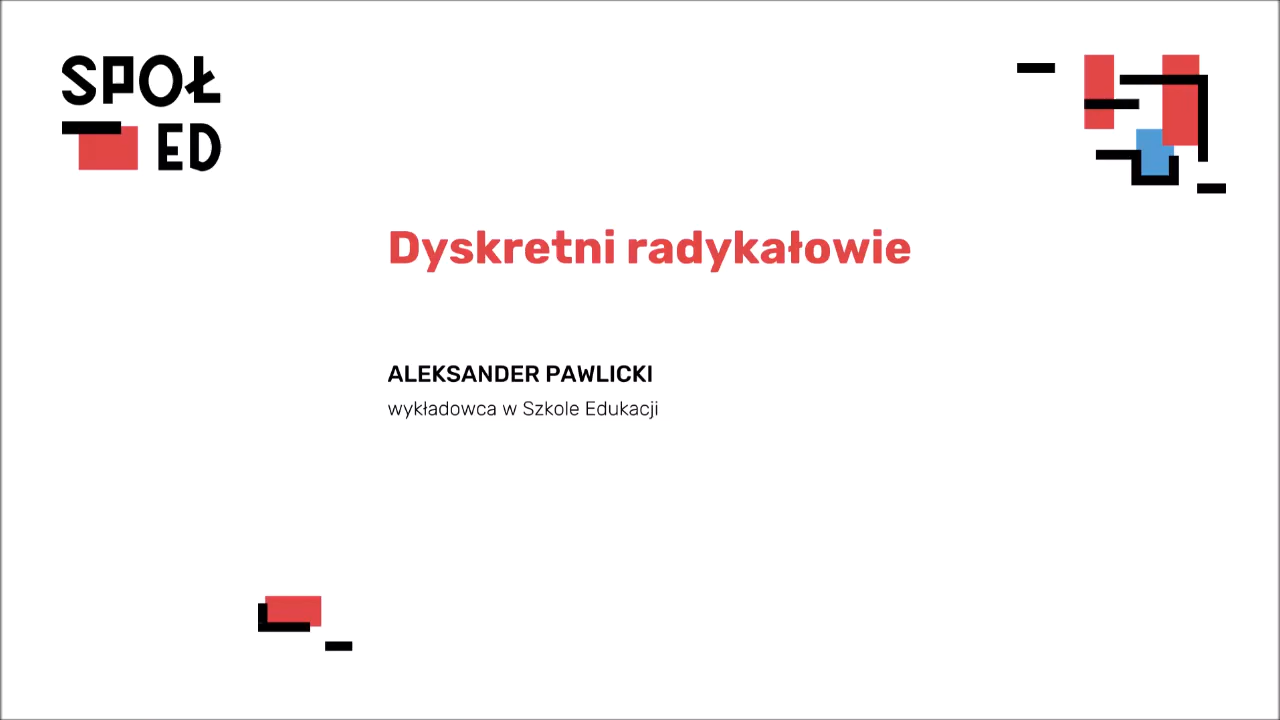 SPOŁ
ED
Dyskretni radykałowie
ALEKSANDER PAWLICKI
wykładowca w Szkole Edukacji